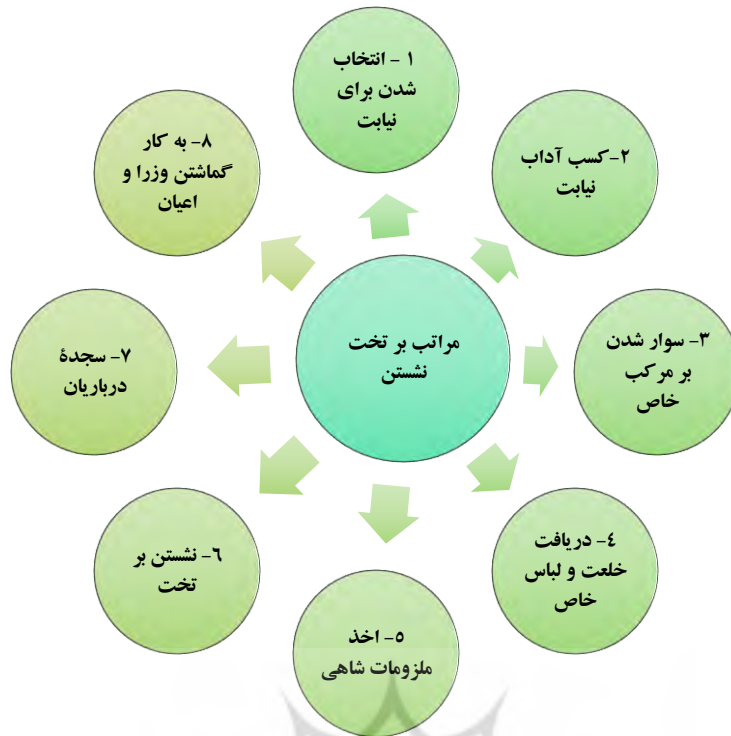 مراتب بر تخت
نشستن
۱ - انتخاب
شدن برای
نیابت
۲- کسب آداب
نیابت
۳- سوار شدن
بر مرکب
خاص
٤- دریافت
خلعت و لباس
خاص
٥- اخذ
ملزومات شاهی
٦- نشستن بر
تخت
۷- سجدۀ
درباریان
۸- به کار
گماشتن وزرا و
اعیان